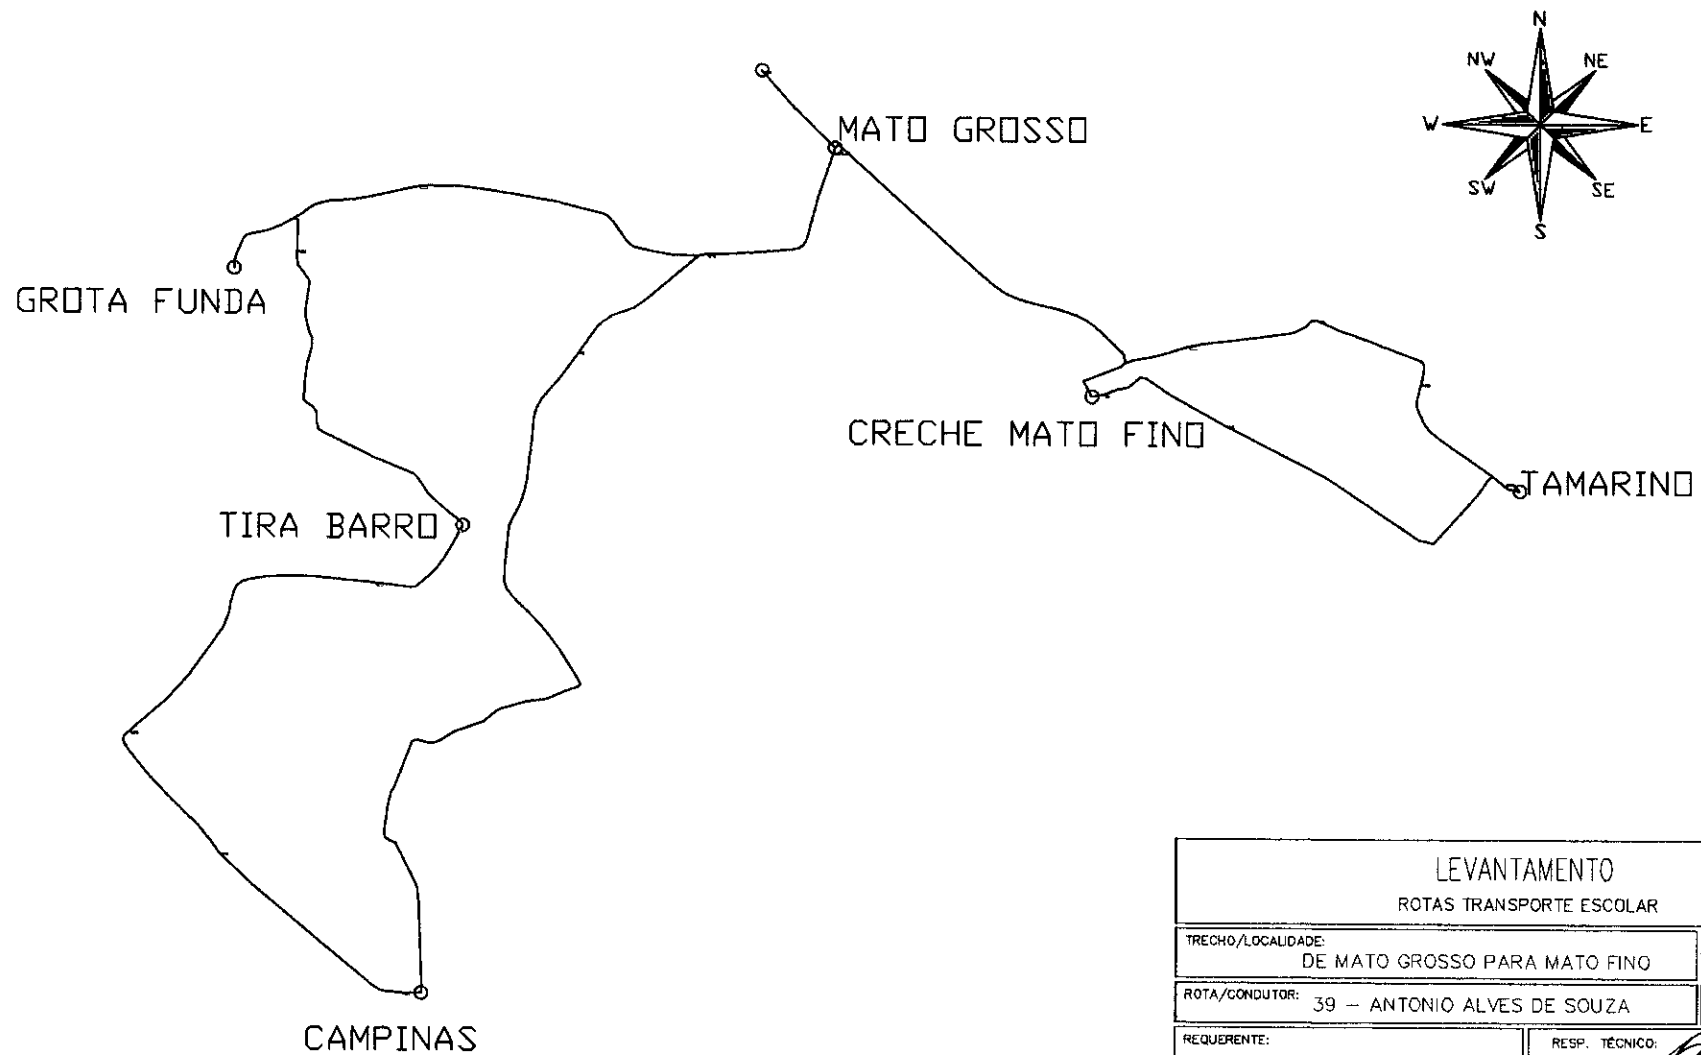 N
NW NE
MATO GROSSO
W E
SW SE
S
GROTA FUNDA
CRECHE MATO FINO
TAMARINO
TIRA BARRO
CAMPINAS
LEVANTAMENTO
ROTAS TRANSPORTE ESCOLAR
TRECHO/LOCALIDADE:
DE MATO GROSSO PARA MATO FINO
ROTA/CONDUTOR: 39 - ANTONIO ALVES DE SOUZA
REQUERENTE: RESP. TÉCNICO: